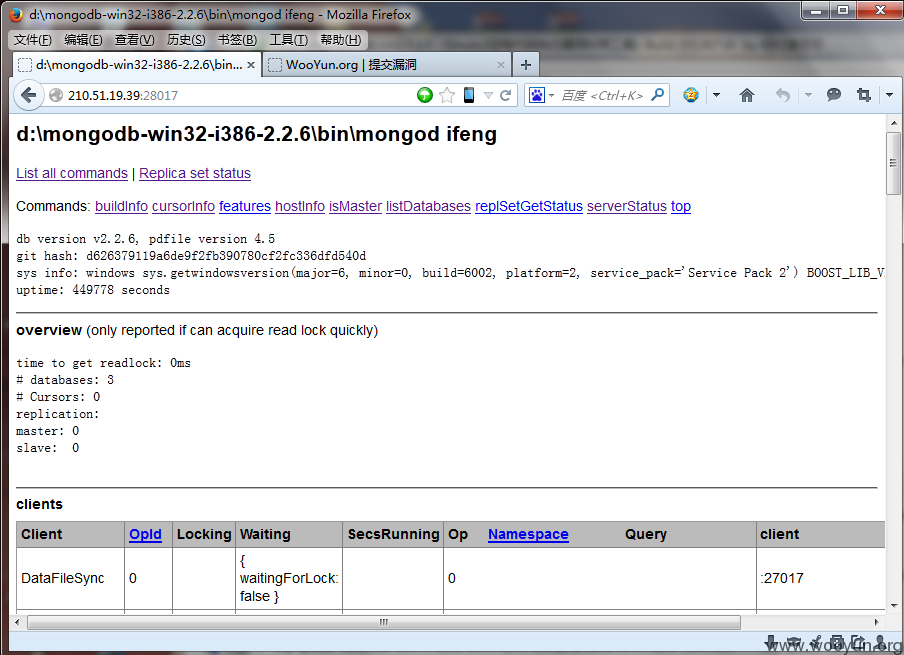 d:\mongodb-win32-i386-2.2.6\bin\mongod ifeng - Mozilla Firefox
文件(F) 编辑(E) 查看(V) 历史(S) 书签(B) 工具(T) 帮助(H)
d:\mongodb-win32-i386-2.2.6\bin... × WooYun.org | 提交漏洞 × +
210.51.19.39:28017 百度 <Ctrl+K>
d:\mongodb-win32-i386-2.2.6\bin\mongod ifeng
List all commands | Replica set status
Commands: buildInfo cursorInfo features hostInfo isMaster listDatabases replSetGetStatus serverStatus top
db version v2.2.6, pdfile version 4.5
git hash: d626379119a6de9f2fb390780cf2fc336dfd540d
sys info: windows sys.getwindowsversion(major=6, minor=0, build=6002, platform=2, service_pack='Service Pack 2') BOOST_LIB_V
uptime: 449778 seconds
overview (only reported if can acquire read lock quickly)
time to get readlock: 0ms
# databases: 3
# Cursors: 0
replication:
master: 0
slave:  0
clients
Client OpId Locking Waiting SecsRunning Op Namespace Query client
{
DataFileSync 0 waitingForLock: 0 :27017
false }
www.wooyun.org